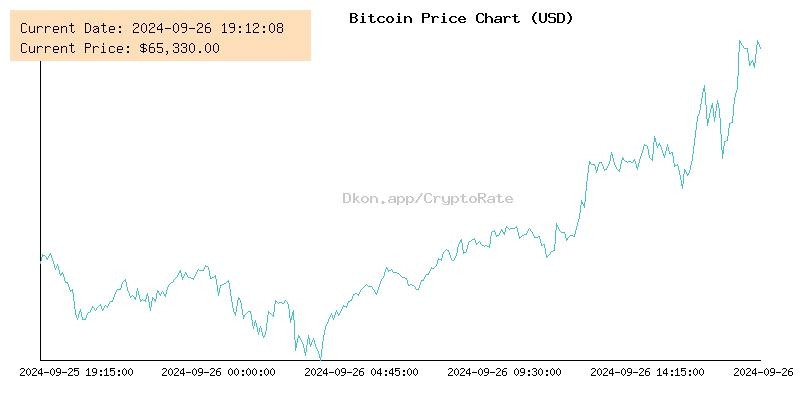 Bitcoin Price Chart (USD)
Current Date: 2024-09-26 19:12:08
Current Price: $65,330.00
Dkon.app/CryptoRate
2024-09-25 19:15:00 2024-09-26 00:00:00 2024-09-26 04:45:00 2024-09-26 09:30:00 2024-09-26 14:15:00 2024-09-26